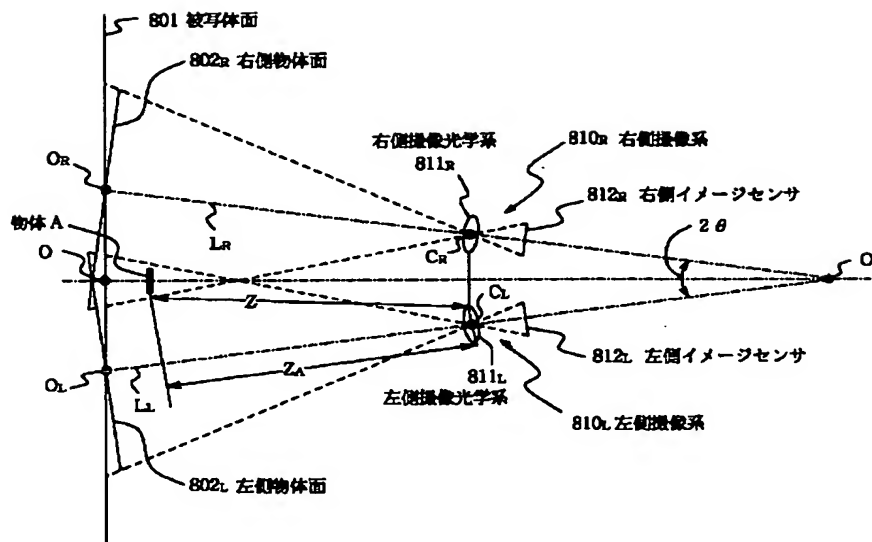 801 被写体面
802R 右側物体面
右側撮像光学系
811R
810R 右側撮像系
812R 右側イメージセンサ
OR
物体A
O
LR
CR
2θ
O
Z
CL
OL
LL
ZA
811L
左側撮像光学系
812L 左側イメージセンサ
810L 左側撮像系
802L 左側物体面